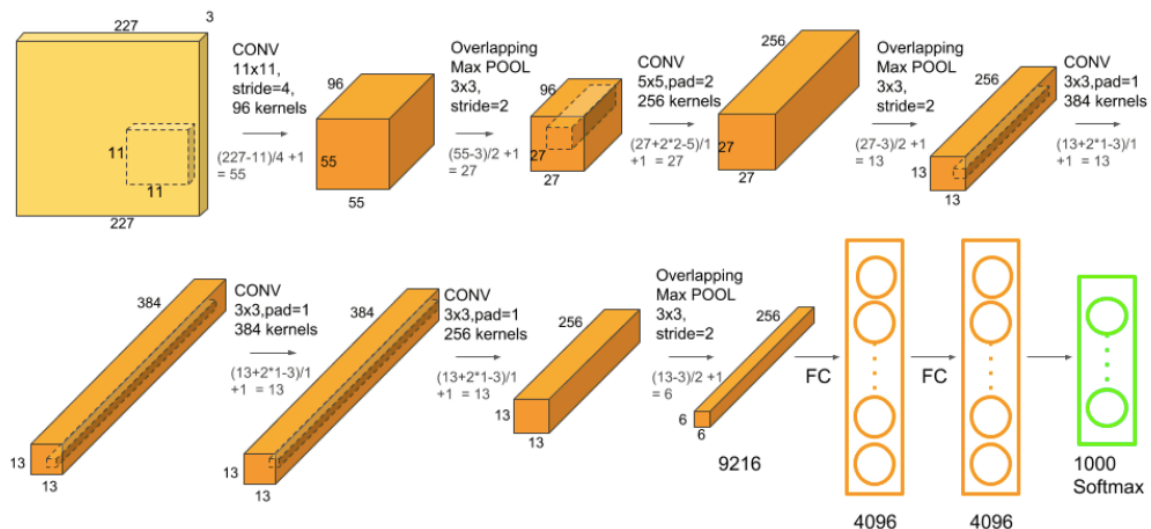 227
3
11
11
227
CONV
11x11,
stride=4,
96 kernels
(227-11)/4 +1
= 55
96
55
55
Overlapping
Max POOL
3x3,
stride=2
(55-3)/2 +1
= 27
96
27
27
CONV
5x5,pad=2
256 kernels
(27+2*2-5)/1
+1 = 27
256
27
27
Overlapping
Max POOL
3x3,
stride=2
(27-3)/2 +1
= 13
256
13
13
CONV
3x3,pad=1
384 kernels
(13+2*1-3)/1
+1 = 13
384
13
13
CONV
3x3,pad=1
384 kernels
(13+2*1-3)/1
+1 = 13
384
13
13
CONV
3x3,pad=1
256 kernels
(13+2*1-3)/1
+1 = 13
256
13
13
Overlapping
Max POOL
3x3,
stride=2
(13-3)/2 +1
= 6
256
6
6
9216
FC
4096
FC
4096
1000
Softmax